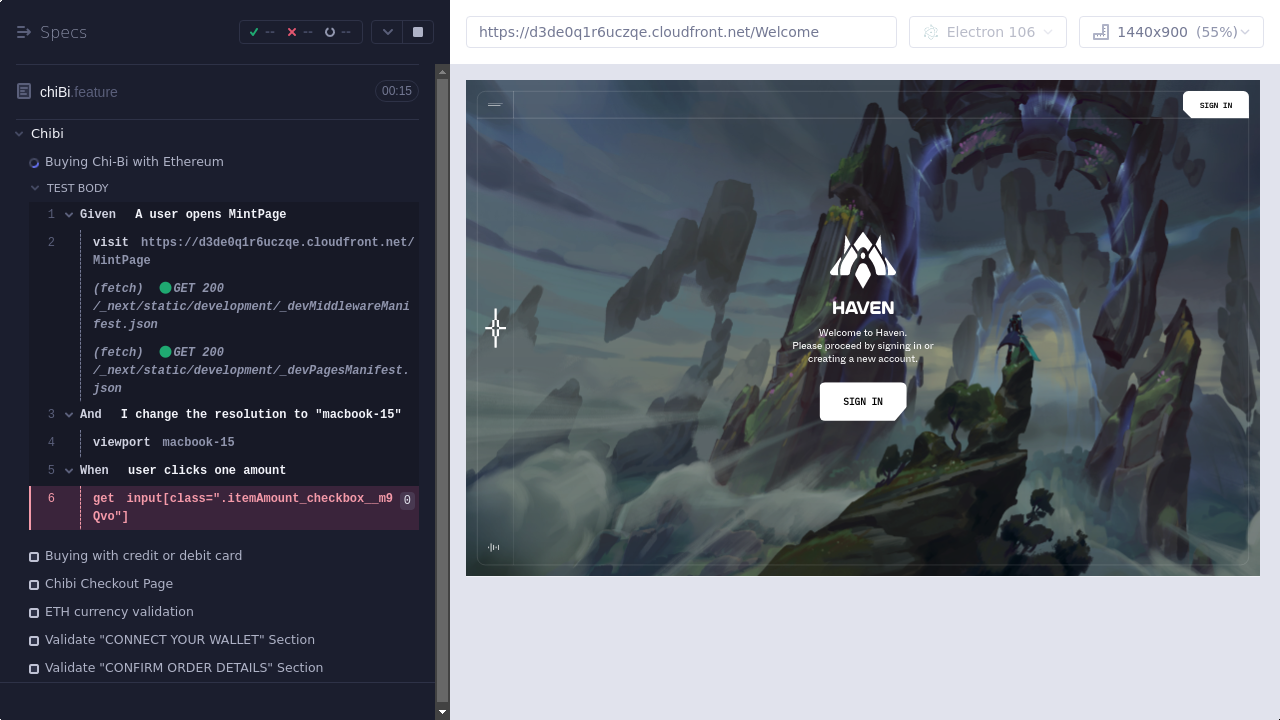 Specs
--
--
--
https://d3de0q1r6uczqe.cloudfront.net/Welcome
Electron 106
1440x900 (55%)
chiBi.feature
00:15
Chibi
Buying Chi-Bi with Ethereum
TEST BODY
1 Given A user opens MintPage
2 visit https://d3de0q1r6uczqe.cloudfront.net/
MintPage
(fetch) GET 200
/_next/static/development/_devMiddlewareMani
fest.json
(fetch) GET 200
/_next/static/development/_devPagesManifest.
json
3 And I change the resolution to "macbook-15"
4 viewport macbook-15
5 When user clicks one amount
6 get input[class=".itemAmount_checkbox__m9 0
Qvo"]
Buying with credit or debit card
Chibi Checkout Page
ETH currency validation
Validate "CONNECT YOUR WALLET" Section
Validate "CONFIRM ORDER DETAILS" Section
SIGN IN
HAVEN
Welcome to Haven.
Please proceed by signing in or
creating a new account.
SIGN IN